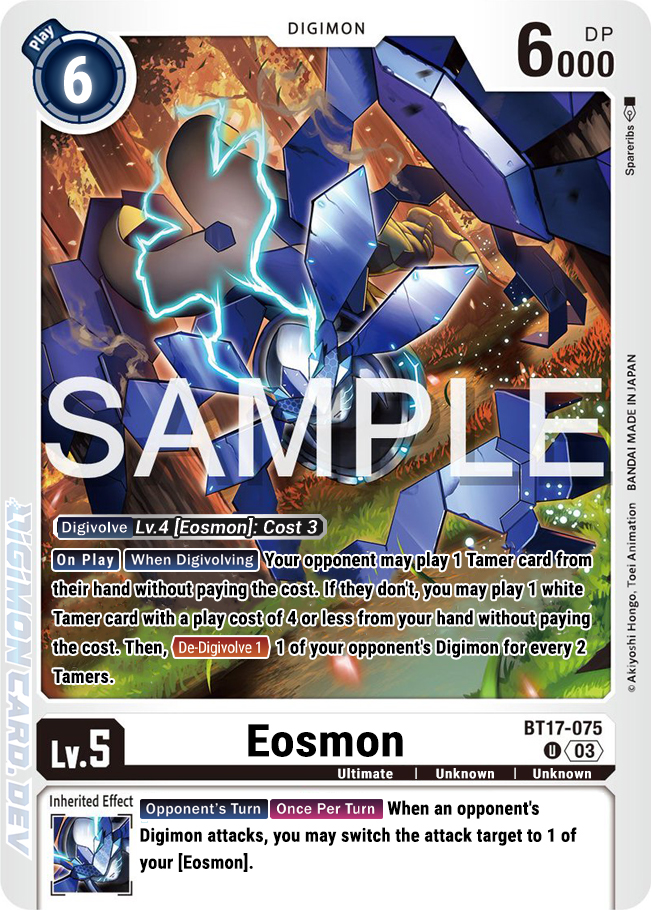 DIGIMON
Play
6
DP
6000
Spareribs
SAMPLE
BANDAI MADE IN JAPAN
© Akiyoshi Hongo, Toei Animation
DIGIMONCARD.DEV
Digivolve Lv.4 [Eosmon]: Cost 3
On Play When Digivolving Your opponent may play 1 Tamer card from
their hand without paying the cost. If they don't, you may play 1 white
Tamer card with a play cost of 4 or less from your hand without paying
the cost. Then, De-Digivolve 1 1 of your opponent's Digimon for every 2
Tamers.
Lv.5
Eosmon
BT17-075
U 03
Ultimate | Unknown | Unknown
Inherited Effect
Opponent's Turn Once Per Turn When an opponent's
Digimon attacks, you may switch the attack target to 1 of
your [Eosmon].